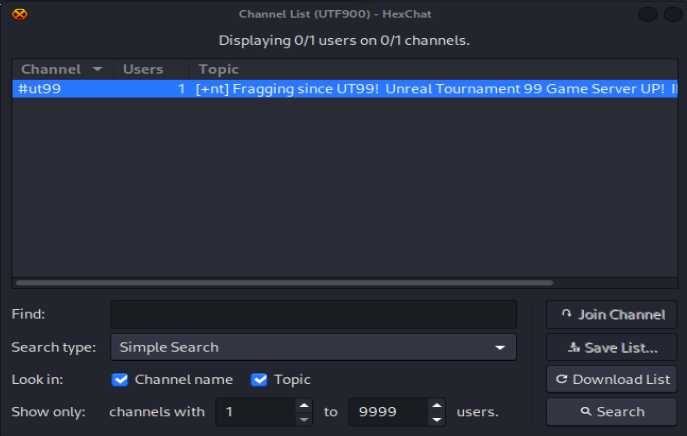 Channel List (UTF900) - HexChat
Displaying 0/1 users on 0/1 channels.
Channel Users Topic
#ut99 1 [+nt] Fragging since UT99! Unreal Tournament 99 Game Server UP!
Find: Join Channel
Search type: Simple Search Save List...
Look in: Channel name Topic Download List
Show only: channels with 1 to 9999 users. Search